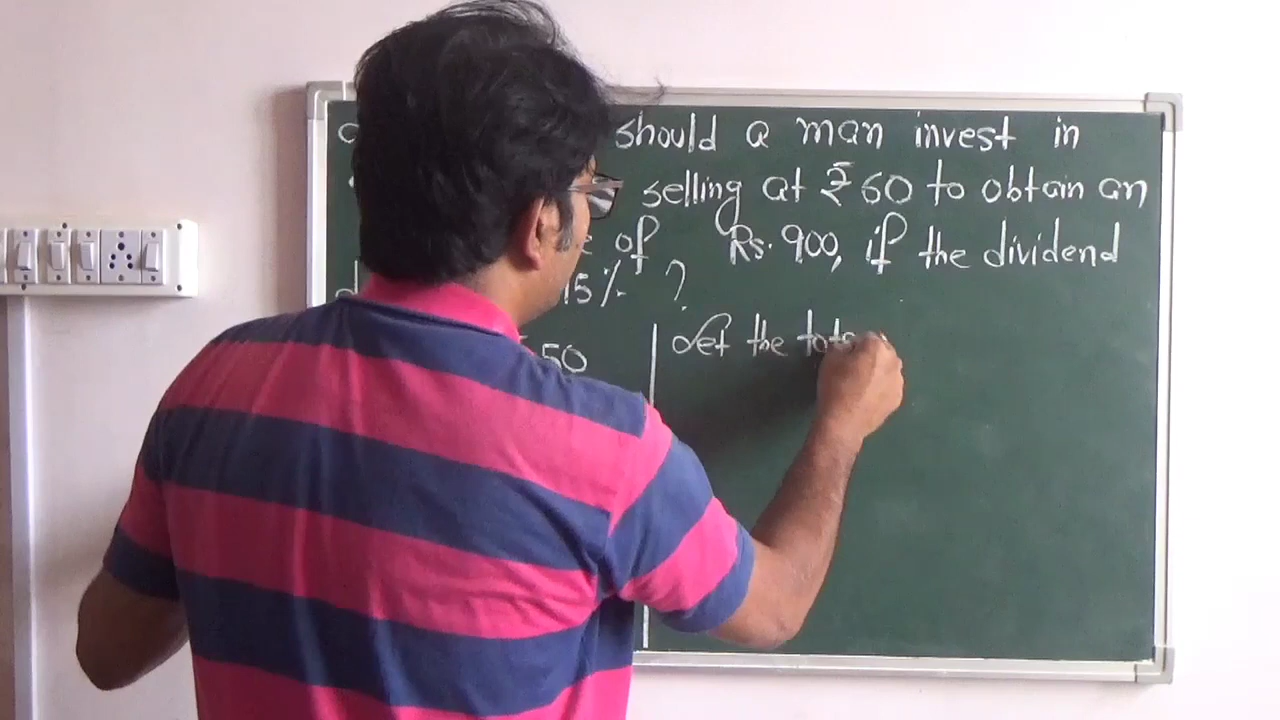 should a man invest in
selling at ₹60 to obtain an
of Rs. 900, if the dividend
15% ?
50
Let the